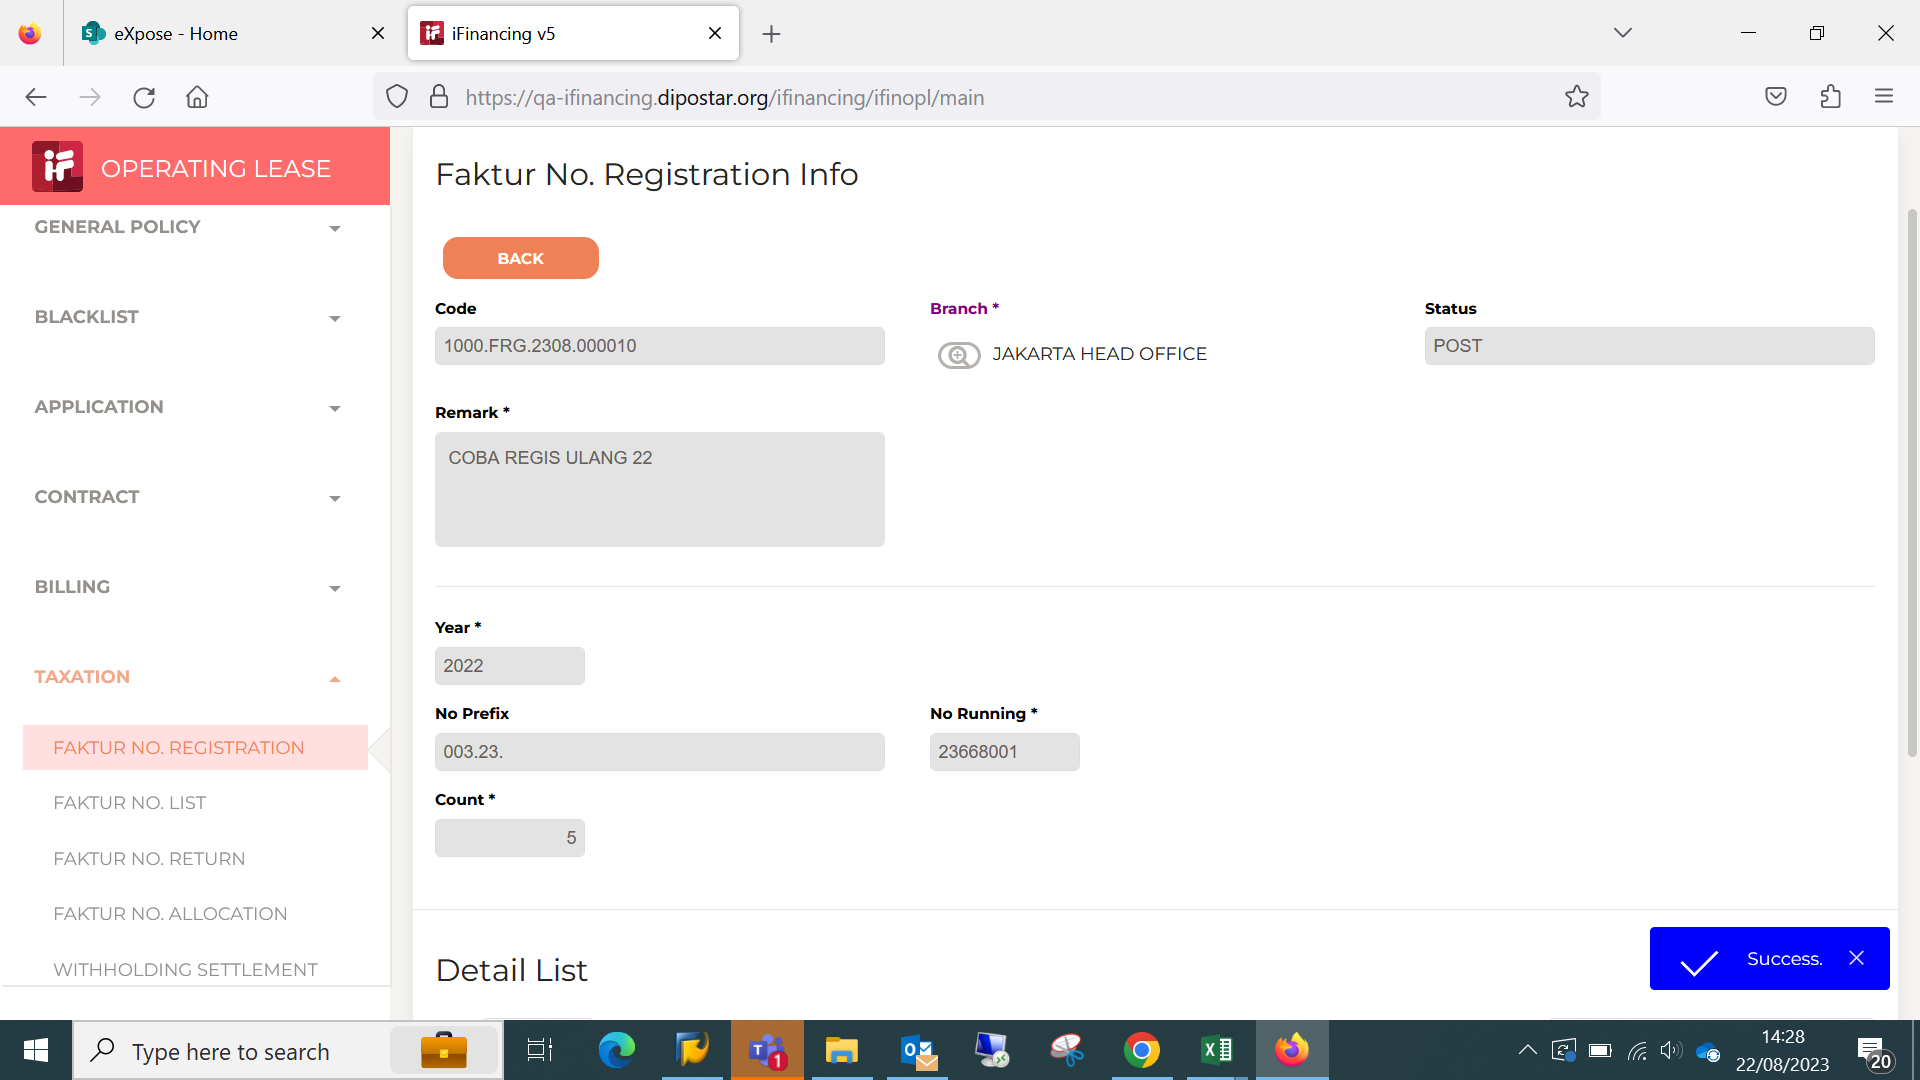 eXpose - Home
iFinancing v5
https://qa-ifinancing.dipostar.org/ifinancing/ifinopl/main
iF OPERATING LEASE
GENERAL POLICY
BLACKLIST
APPLICATION
CONTRACT
BILLING
TAXATION
FAKTUR NO. REGISTRATION
FAKTUR NO. LIST
FAKTUR NO. RETURN
FAKTUR NO. ALLOCATION
WITHHOLDING SETTLEMENT
Faktur No. Registration Info
BACK
Code
1000.FRG.2308.000010
Branch *
JAKARTA HEAD OFFICE
Status
POST
Remark *
COBA REGIS ULANG 22
Year *
2022
No Prefix
003.23.
No Running *
23668001
Count *
5
Detail List
Success.
Type here to search
1
14:28
22/08/2023
20